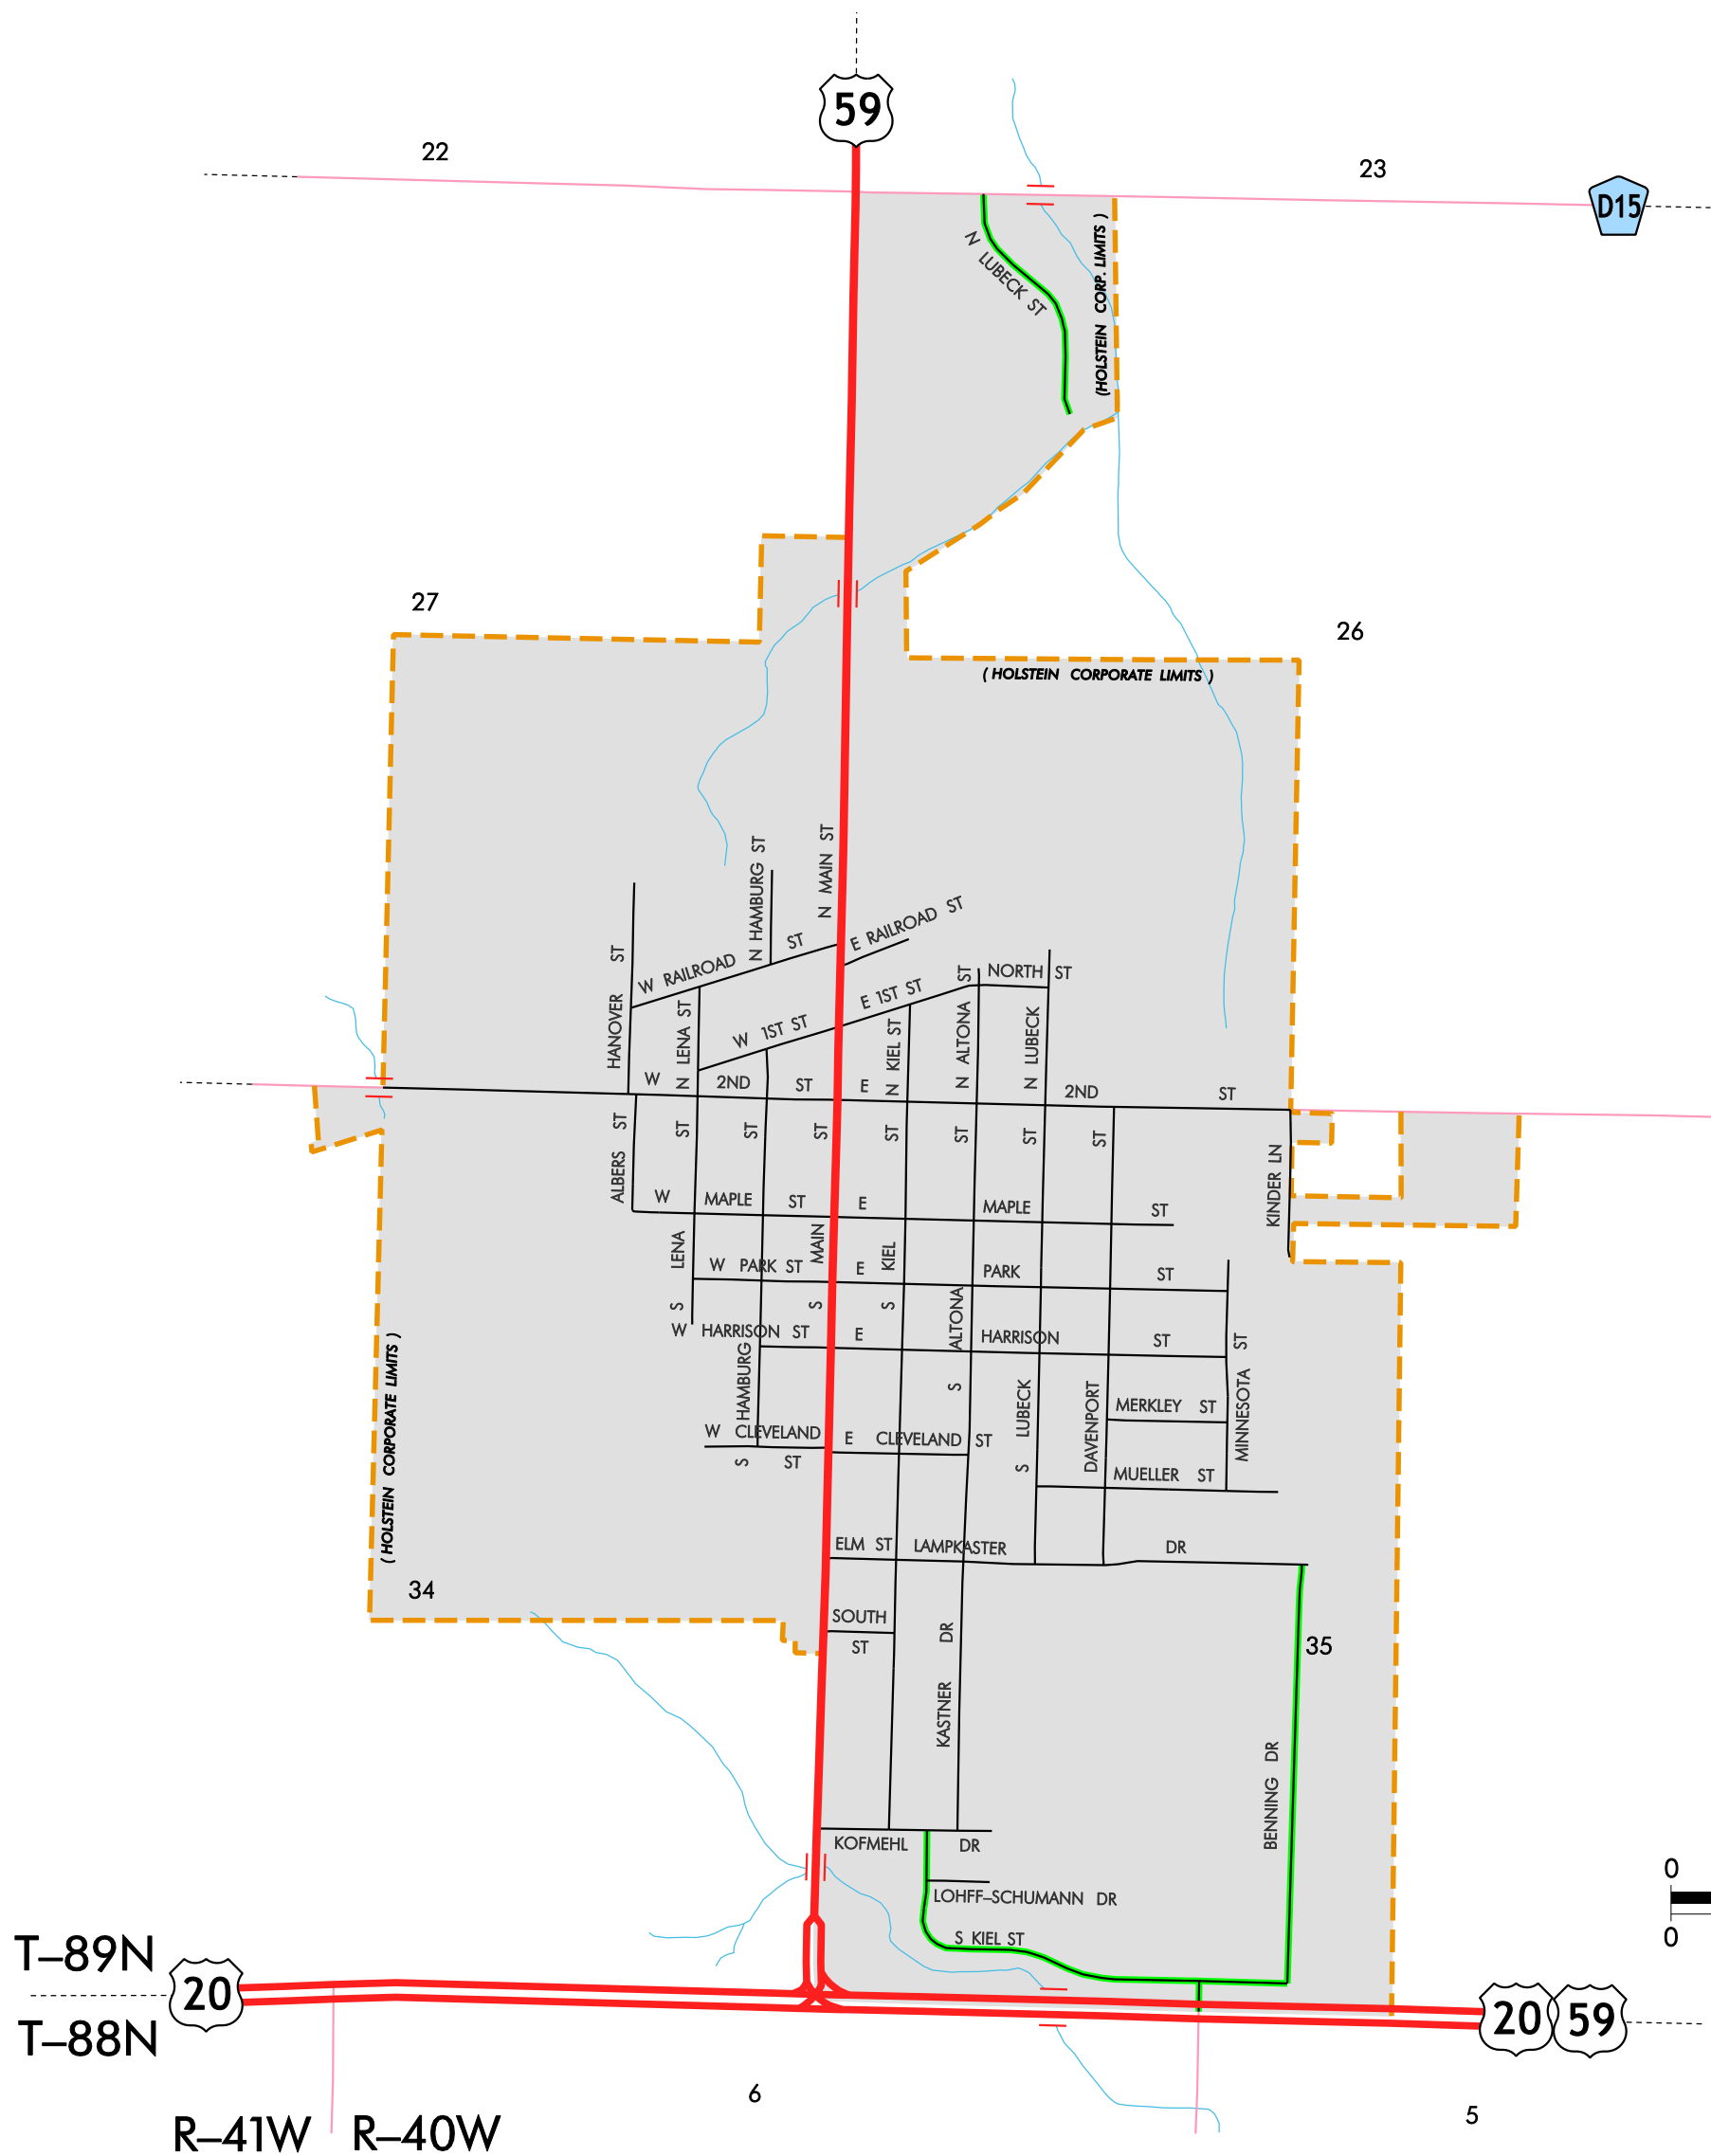 59
22
23
D15
N LUBECK ST
(HOLSTEIN CORP. LIMITS )
27
26
( HOLSTEIN CORPORATE LIMITS )
N HAMBURG ST
N MAIN ST
HANOVER ST
W RAILROAD ST
E RAILROAD ST
N LENA ST
W 1ST ST
E 1ST ST
N KIEL ST
N ALTONA ST
NORTH ST
N LUBECK
W 2ND ST
E 2ND ST
ALBERS ST
S LENA ST
S HAMBURG ST
S MAIN ST
S KIEL ST
S ALTONA ST
S LUBECK ST
DAVENPORT ST
KINDER LN
W MAPLE ST
E MAPLE ST
W PARK ST
E PARK ST
W HARRISON ST
E HARRISON ST
MINNESOTA ST
MERKLEY ST
W CLEVELAND ST
E CLEVELAND ST
MUELLER ST
( HOLSTEIN CORPORATE LIMITS )
ELM ST
LAMPKASTER DR
34
SOUTH ST
35
KASTNER DR
BENNING DR
KOFMEHL DR
LOHFF–SCHUMANN DR
S KIEL ST
0
0
T–89N
20
T–88N
20
59
6
5
R–41W
R–40W